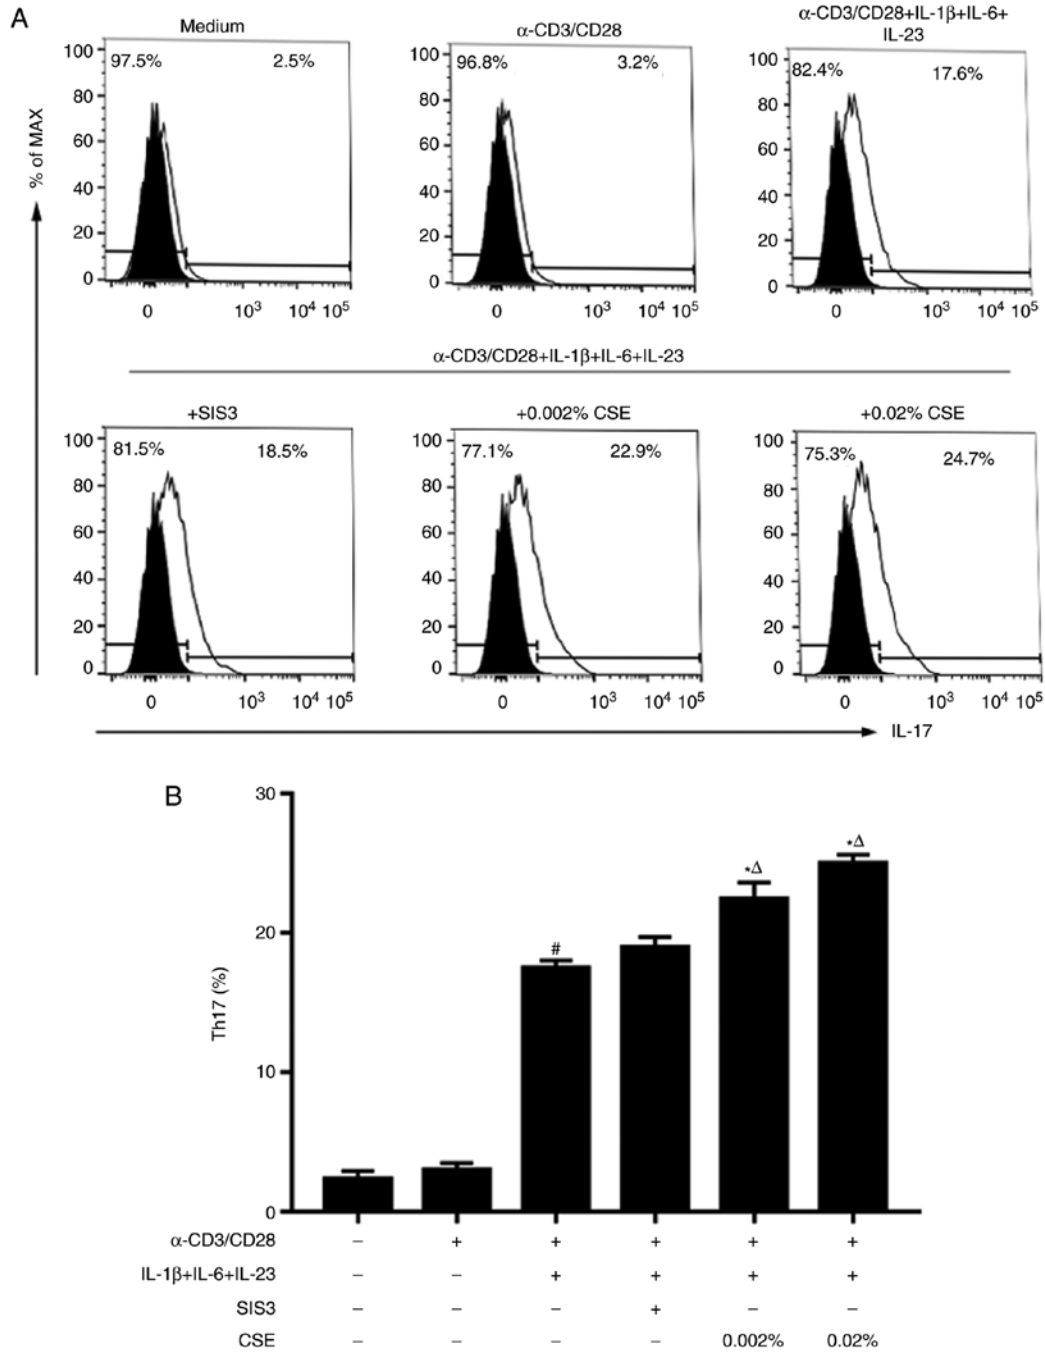 A
Medium
α-CD3/CD28
α-CD3/CD28+IL-1β+IL-6+
IL-23
% of MAX
100
80
60
40
20
0
97.5% 2.5%
0 10³ 10⁴ 10⁵
100
80
60
40
20
0
96.8% 3.2%
0 10³ 10⁴ 10⁵
100
80
60
40
20
0
82.4% 17.6%
0 10³ 10⁴ 10⁵
α-CD3/CD28+IL-1β+IL-6+IL-23
+SIS3
100
80
60
40
20
0
81.5% 18.5%
0 10³ 10⁴ 10⁵
+0.002% CSE
100
80
60
40
20
0
77.1% 22.9%
0 10³ 10⁴ 10⁵
+0.02% CSE
100
80
60
40
20
0
75.3% 24.7%
0 10³ 10⁴ 10⁵
IL-17
B
Th17 (%)
30
20
10
0
#
*Δ
*Δ
α-CD3/CD28 – + + + + +
IL-1β+IL-6+IL-23 – – + + + +
SIS3 – – – + – –
CSE – – – – 0.002% 0.02%